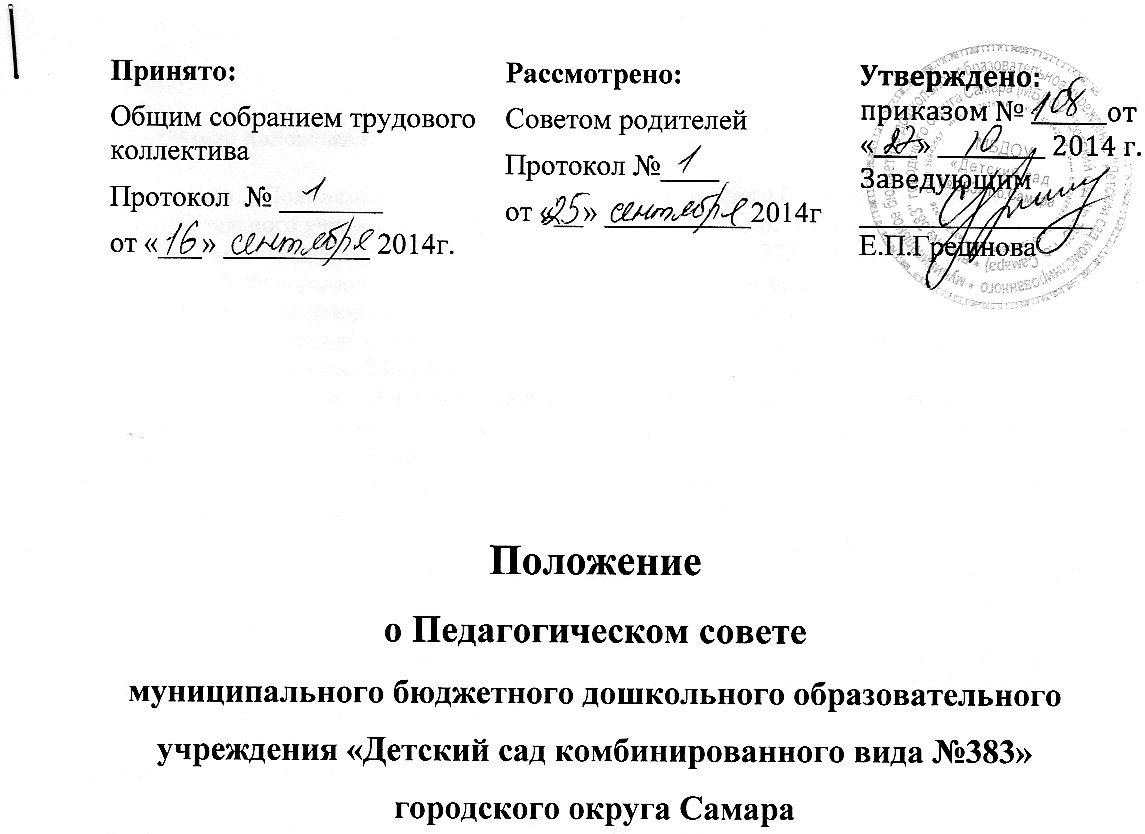 Принято:
Общим собранием трудового
коллектива
Протокол № 1
от «16» сентября 2014г.
Рассмотрено:
Советом родителей
Протокол № 1
от «25» сентября 2014г
Утверждено:
приказом № 108 от
« » 10 2014 г.
Заведующим
Е.П.Грецинова
Положение
о Педагогическом совете
муниципального бюджетного дошкольного образовательного
учреждения «Детский сад комбинированного вида №383»
городского округа Самара